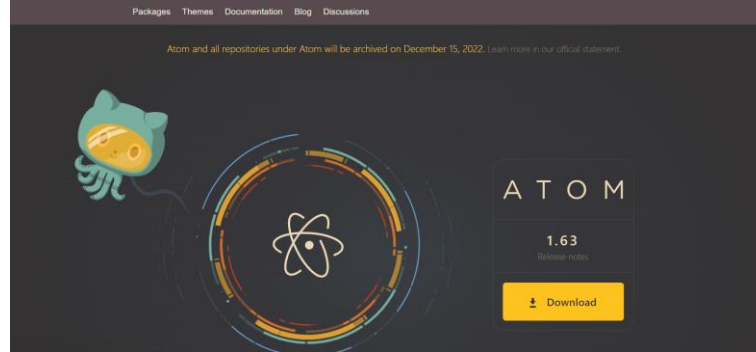 Packages Themes Documentation Blog Discussions
Atom and all repositories under Atom will be archived on December 15, 2022. Learn more in our official statement.
ATOM
1.63
Release notes
Download